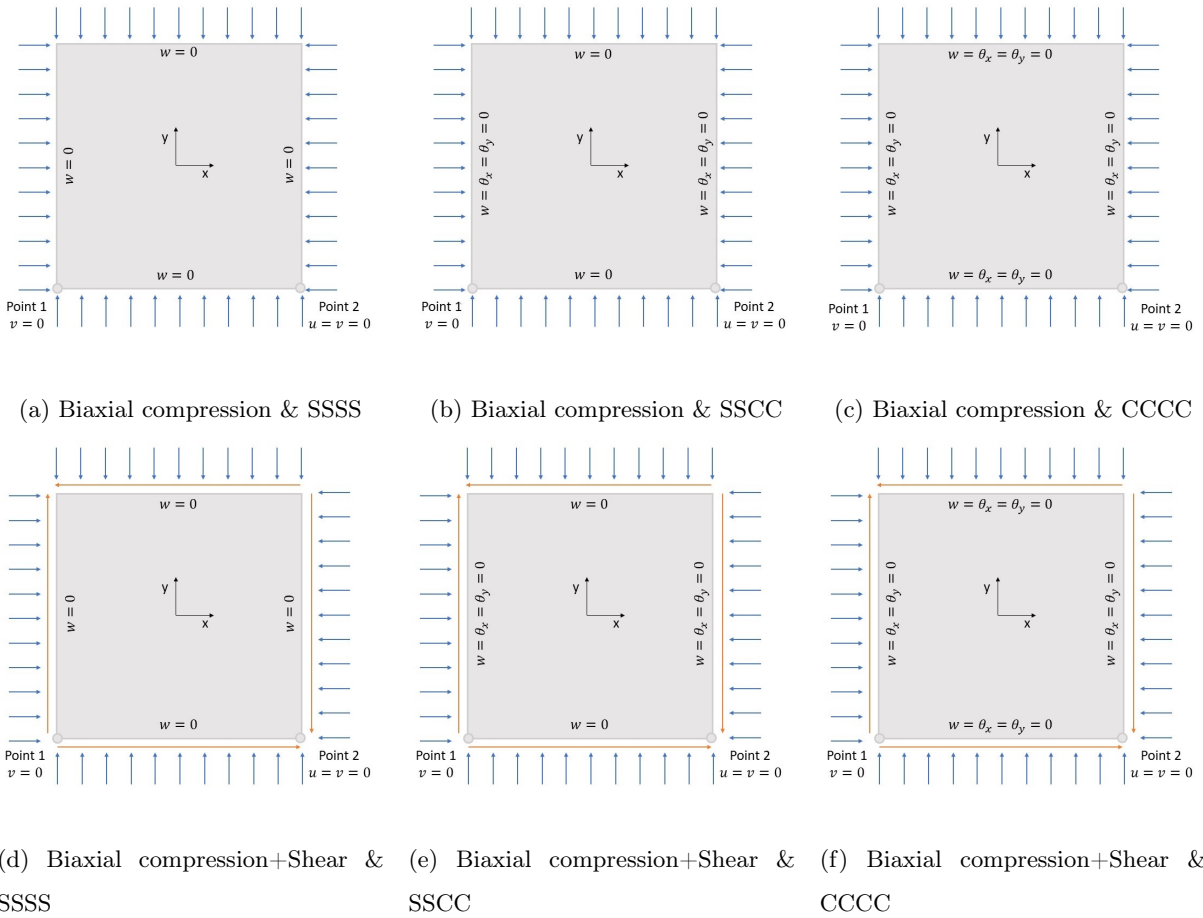 w = 0
w = 0
w = 0
w = 0
y
x
Point 1
v = 0
Point 2
u = v = 0
(a) Biaxial compression & SSSS
w = 0
w = θx = θy = 0
w = θx = θy = 0
w = 0
y
x
Point 1
v = 0
Point 2
u = v = 0
(b) Biaxial compression & SSCC
w = θx = θy = 0
w = θx = θy = 0
w = θx = θy = 0
w = θx = θy = 0
y
x
Point 1
v = 0
Point 2
u = v = 0
(c) Biaxial compression & CCCC
w = 0
w = 0
w = 0
w = 0
y
x
Point 1
v = 0
Point 2
u = v = 0
(d) Biaxial compression+Shear &
SSSS
w = 0
w = θx = θy = 0
w = θx = θy = 0
w = 0
y
x
Point 1
v = 0
Point 2
u = v = 0
(e) Biaxial compression+Shear &
SSCC
w = θx = θy = 0
w = θx = θy = 0
w = θx = θy = 0
w = θx = θy = 0
y
x
Point 1
v = 0
Point 2
u = v = 0
(f) Biaxial compression+Shear &
CCCC